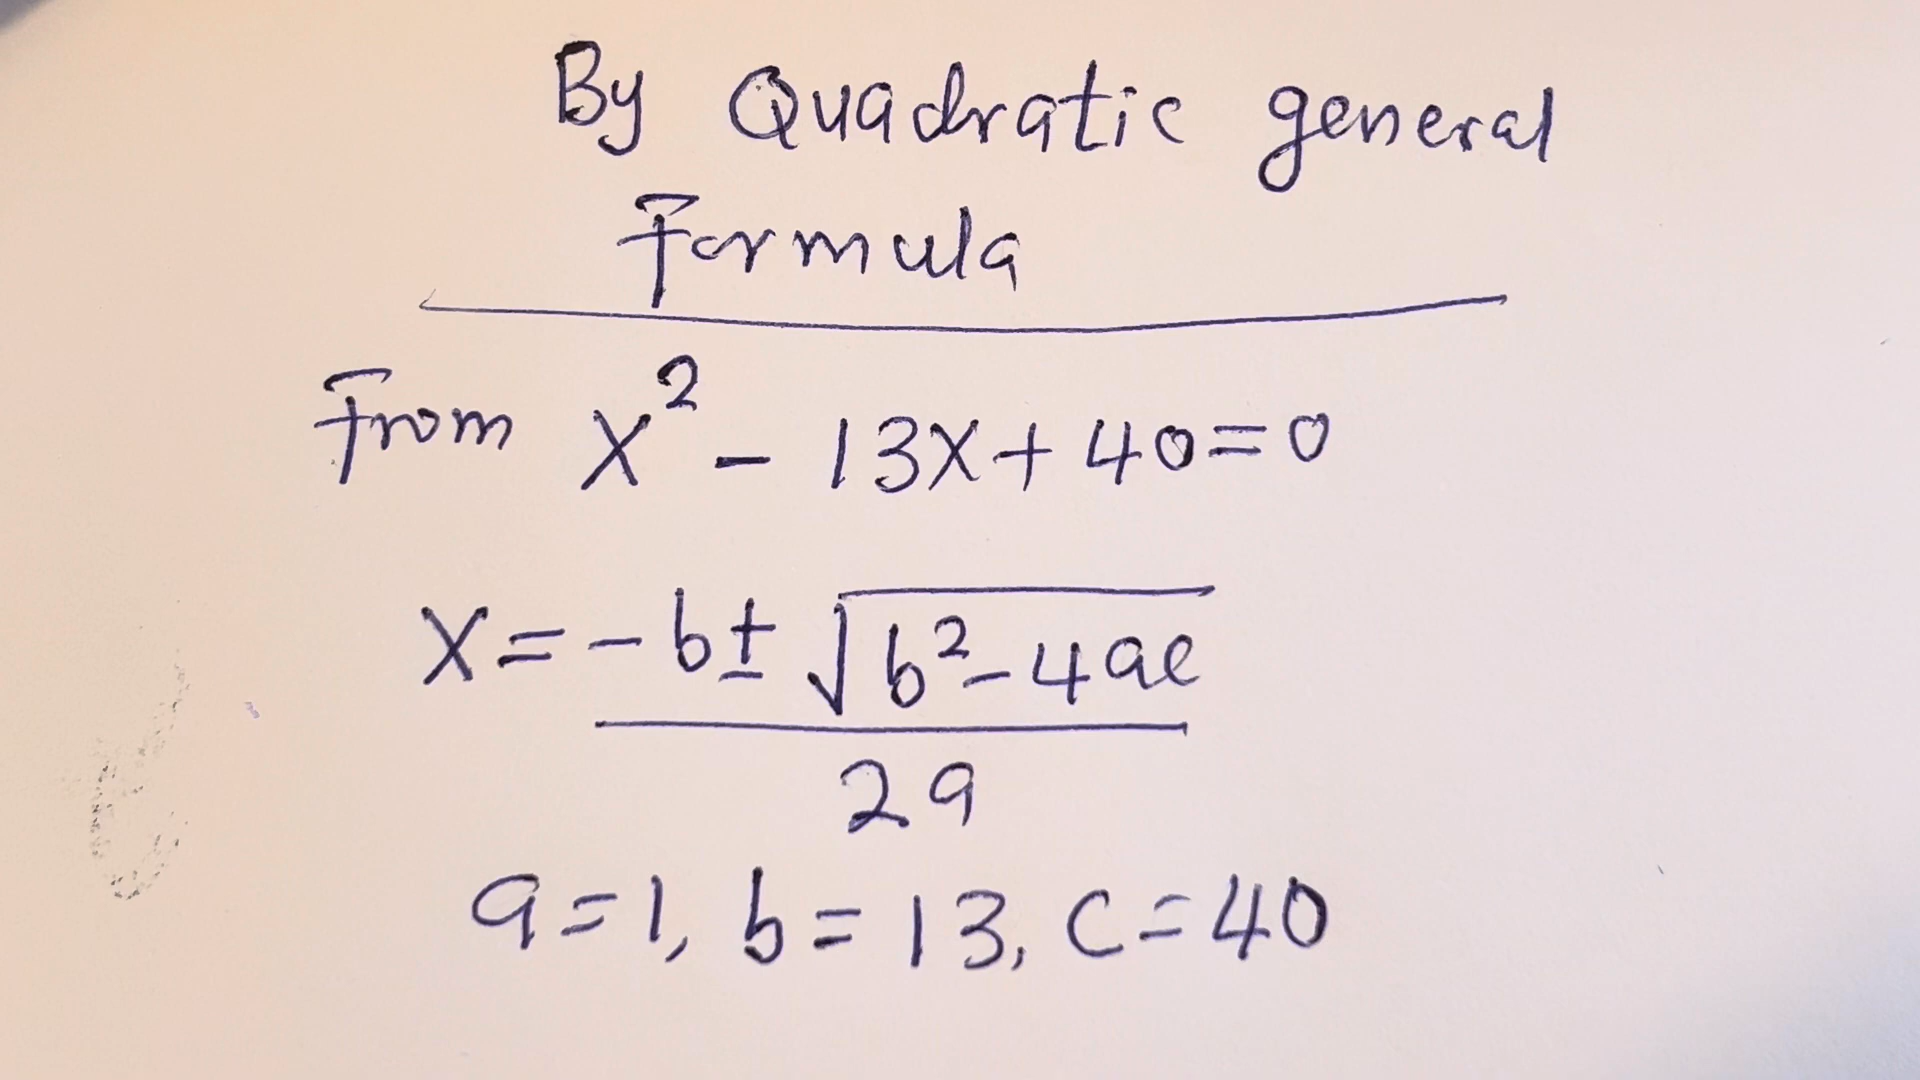 By Quadratic general
Formula
From x² - 13x + 40 = 0
x = -b ± √b² - 4ac
2a
a = 1, b = 13, c = 40